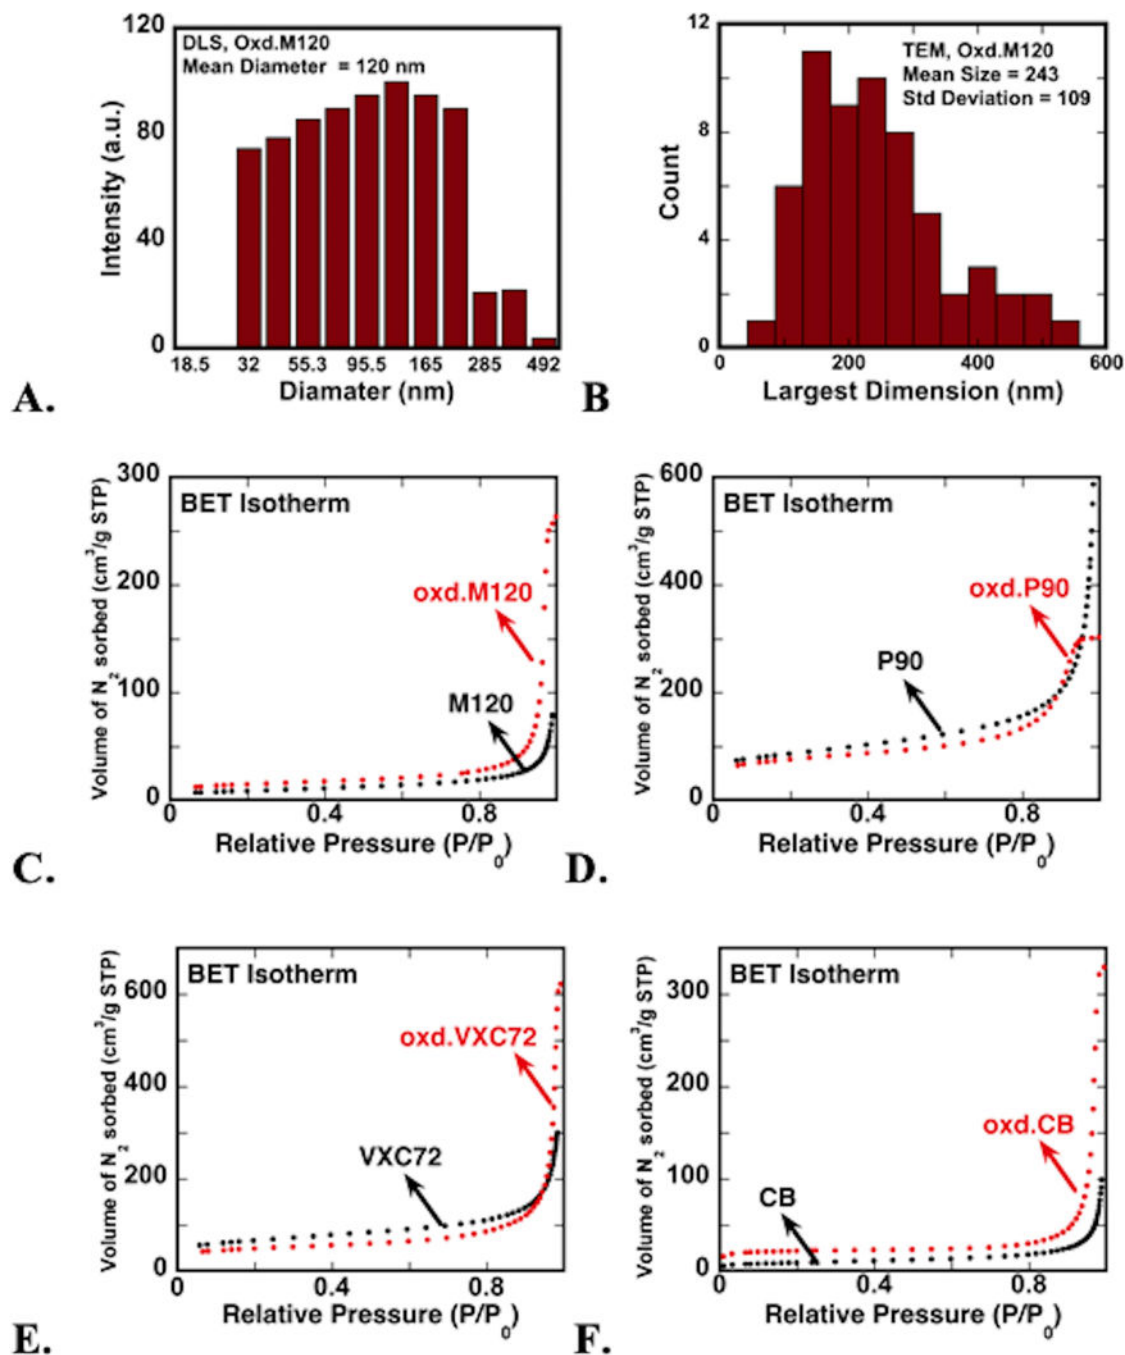 120
80
40
0
Intensity (a.u.)
DLS, Oxd.M120
Mean Diameter = 120 nm
18.5 32 55.3 95.5 165 285 492
Diamater (nm)
A.
12
8
4
0
Count
TEM, Oxd.M120
Mean Size = 243
Std Deviation = 109
0 200 400 600
Largest Dimension (nm)
B
300
200
100
0
Volume of N2 sorbed (cm3/g STP)
BET Isotherm
oxd.M120
M120
0 0.4 0.8
Relative Pressure (P/P0)
C.
600
400
200
0
Volume of N2 sorbed (cm3/g STP)
BET Isotherm
oxd.P90
P90
0 0.4 0.8
Relative Pressure (P/P0)
D.
600
400
200
0
Volume of N2 sorbed (cm3/g STP)
BET Isotherm
oxd.VXC72
VXC72
0 0.4 0.8
Relative Pressure (P/P0)
E.
300
200
100
0
Volume of N2 sorbed (cm3/g STP)
BET Isotherm
oxd.CB
CB
0 0.4 0.8
Relative Pressure (P/P0)
F.